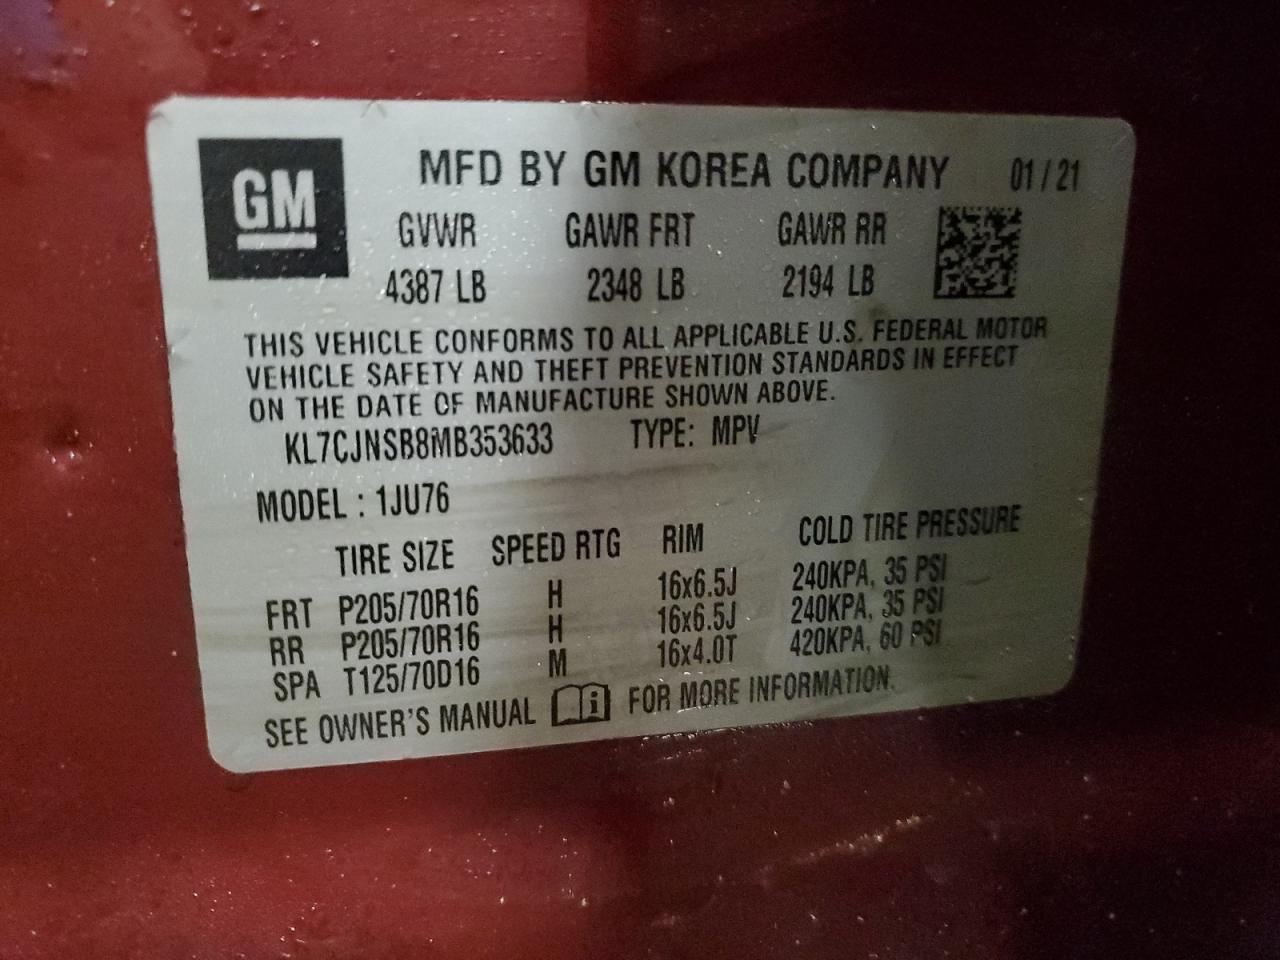 GM
MFD BY GM KOREA COMPANY 01 / 21
GVWR GAWR FRT GAWR RR
4387 LB 2348 LB 2194 LB
THIS VEHICLE CONFORMS TO ALL APPLICABLE U.S. FEDERAL MOTOR
VEHICLE SAFETY AND THEFT PREVENTION STANDARDS IN EFFECT
ON THE DATE OF MANUFACTURE SHOWN ABOVE.
KL7CJNSB8MB353633 TYPE: MPV
MODEL : 1JU76
TIRE SIZE SPEED RTG RIM COLD TIRE PRESSURE
FRT P205/70R16 H 16x6.5J 240KPA, 35 PSI
RR P205/70R16 H 16x6.5J 240KPA, 35 PSI
SPA T125/70D16 M 16x4.0T 420KPA, 60 PSI
SEE OWNER'S MANUAL i FOR MORE INFORMATION.